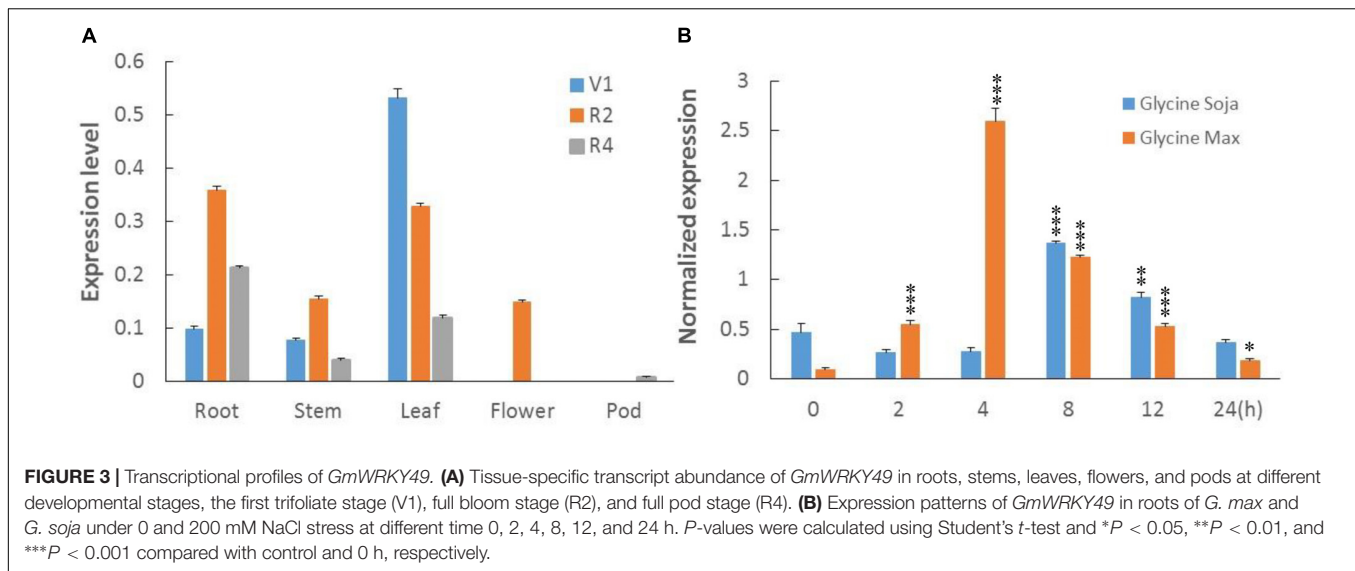 A
Expression level
0.6
0.5
0.4
0.3
0.2
0.1
0
V1
R2
R4
Root Stem Leaf Flower Pod
B
Normalized expression
3
2.5
2
1.5
1
0.5
0
Glycine Soja
Glycine Max
***
***
***
***
**
***
*
0 2 4 8 12 24(h)
FIGURE 3 | Transcriptional profiles of GmWRKY49. (A) Tissue-specific transcript abundance of GmWRKY49 in roots, stems, leaves, flowers, and pods at different
developmental stages, the first trifoliate stage (V1), full bloom stage (R2), and full pod stage (R4). (B) Expression patterns of GmWRKY49 in roots of G. max and
G. soja under 0 and 200 mM NaCl stress at different time 0, 2, 4, 8, 12, and 24 h. P-values were calculated using Student's t-test and *P < 0.05, **P < 0.01, and
***P < 0.001 compared with control and 0 h, respectively.